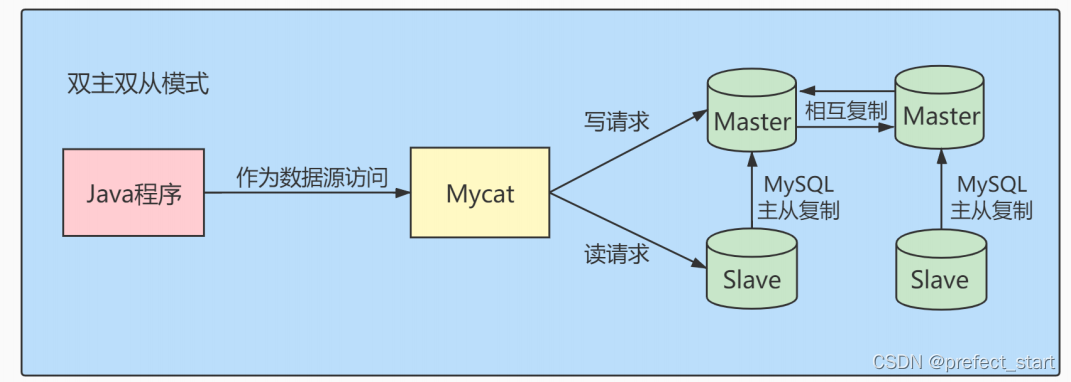 双主双从模式
写请求
Master
相互复制
Master
Java程序
作为数据源访问
Mycat
MySQL
主从复制
MySQL
主从复制
读请求
Slave
Slave
CSDN @prefect_start